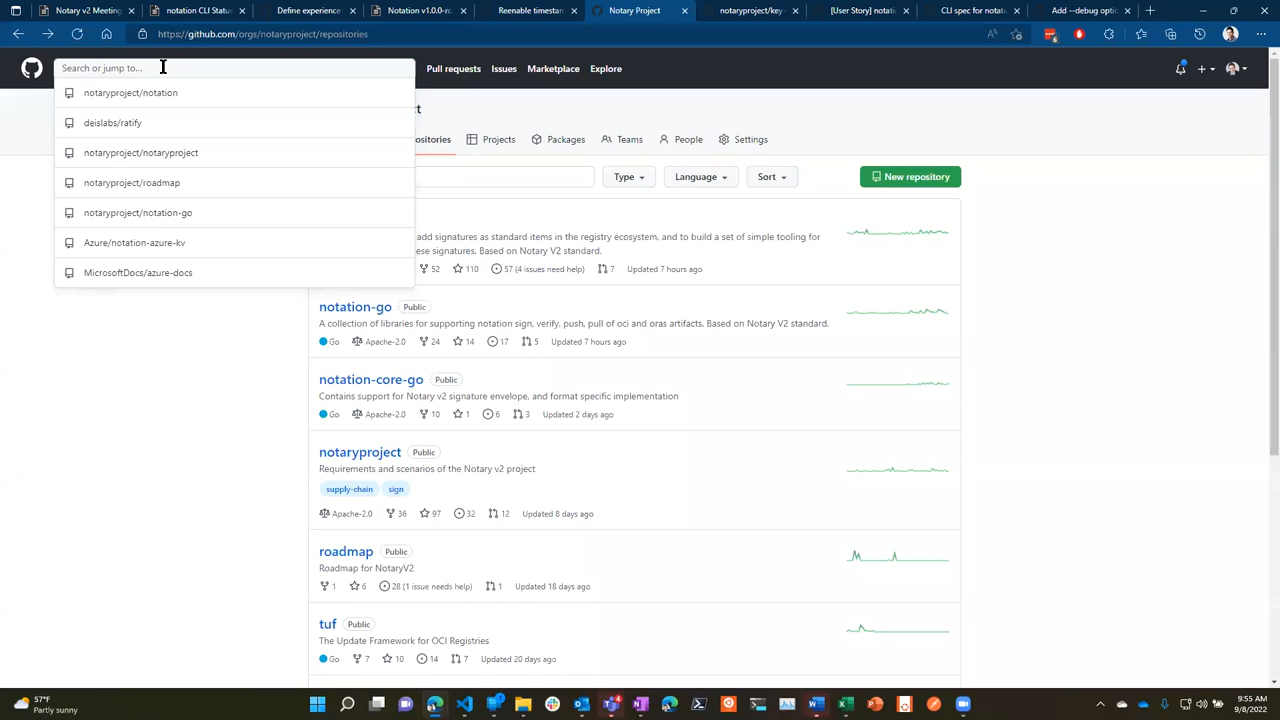 Notary v2 Meeting
notation CLI Status
Define experience
Notation v1.0.0-rc.
Reenable timestar
Notary Project
notaryproject/key-
[User Story] notati
CLI spec for notati
Add --debug optic
https://github.com/orgs/notaryproject/repositories
6
Search or jump to...
Pull requests
Issues
Marketplace
Explore
notaryproject/notation
deislabs/ratify
notaryproject/notaryproject
notaryproject/roadmap
notaryproject/notation-go
Azure/notation-azure-kv
MicrosoftDocs/azure-docs
ct
ositories
Projects
Packages
Teams
People
Settings
Type
Language
Sort
New repository
add signatures as standard items in the registry ecosystem, and to build a set of simple tooling for
ese signatures. Based on Notary V2 standard.
52 110 57 (4 issues need help) 7 Updated 7 hours ago
notation-go Public
A collection of libraries for supporting notation sign, verify, push, pull of oci and oras artifacts. Based on Notary V2 standard.
Go Apache-2.0 24 14 17 5 Updated 7 hours ago
notation-core-go Public
Contains support for Notary v2 signature envelope, and format specific implementation
Go Apache-2.0 10 1 6 3 Updated 2 days ago
notaryproject Public
Requirements and scenarios of the Notary v2 project
supply-chain sign
Apache-2.0 36 97 32 12 Updated 8 days ago
roadmap Public
Roadmap for NotaryV2
1 6 28 (1 issue needs help) 1 Updated 18 days ago
tuf Public
The Update Framework for OCI Registries
Go 7 10 14 7 Updated 20 days ago
57°F
Partly sunny
4
9:55 AM
9/8/2022